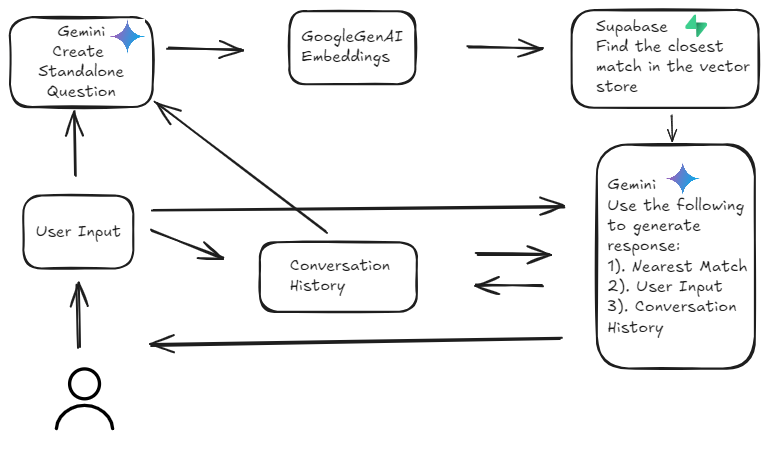 Gemini
Create
Standalone
Question
GoogleGenAI
Embeddings
Supabase
Find the closest
match in the vector
store
User Input
Conversation
History
Gemini
Use the following
to generate
response:
1). Nearest Match
2). User Input
3). Conversation
History